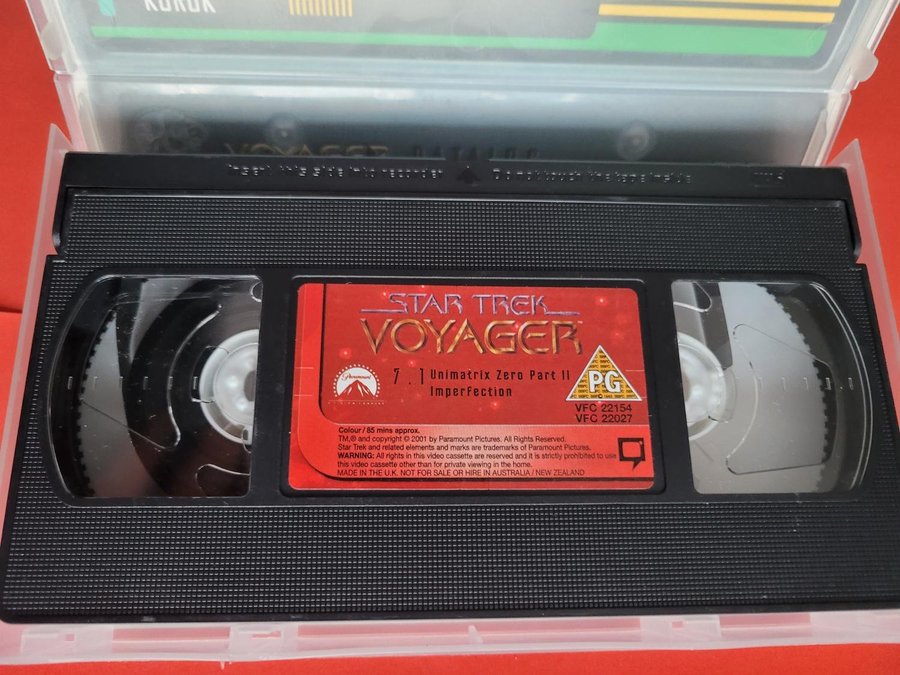 KOROK
VOYAGER
Insert this side into recorder
Do not touch the tape inside
STAR TREK
VOYAGER
Paramount
7.1 Unimatrix Zero Part II
Imperfection
PG
VFC 22154
VFC 22027
Colour / 85 mins approx.
TM,® and copyright © 2001 by Paramount Pictures. All Rights Reserved.
Star Trek and related elements and marks are trademarks of Paramount Pictures.
WARNING: All rights in this video cassette are reserved and it is strictly prohibited to use
this video cassette other than for private viewing in the home.
MADE IN THE U.K. NOT FOR SALE OR HIRE IN AUSTRALIA / NEW ZEALAND